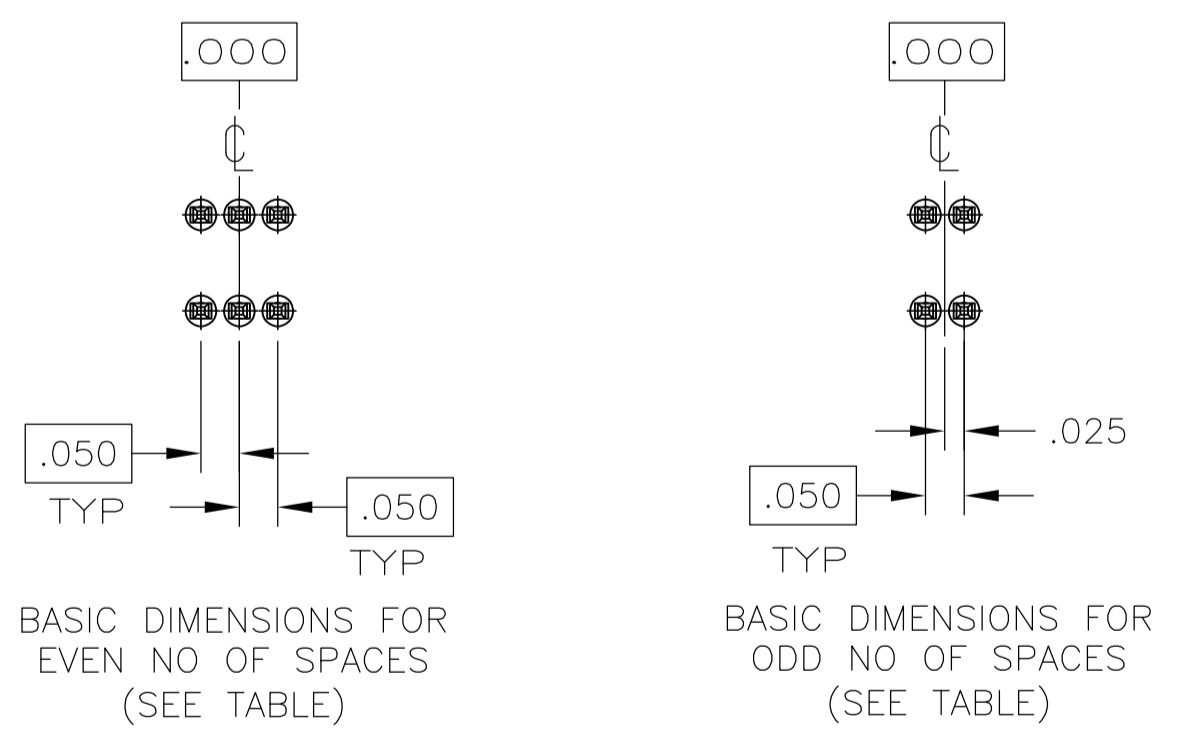 .000
℄
.050
TYP
.050
TYP
BASIC DIMENSIONS FOR
EVEN NO OF SPACES
(SEE TABLE)
.000
℄
.025
.050
TYP
BASIC DIMENSIONS FOR
ODD NO OF SPACES
(SEE TABLE)